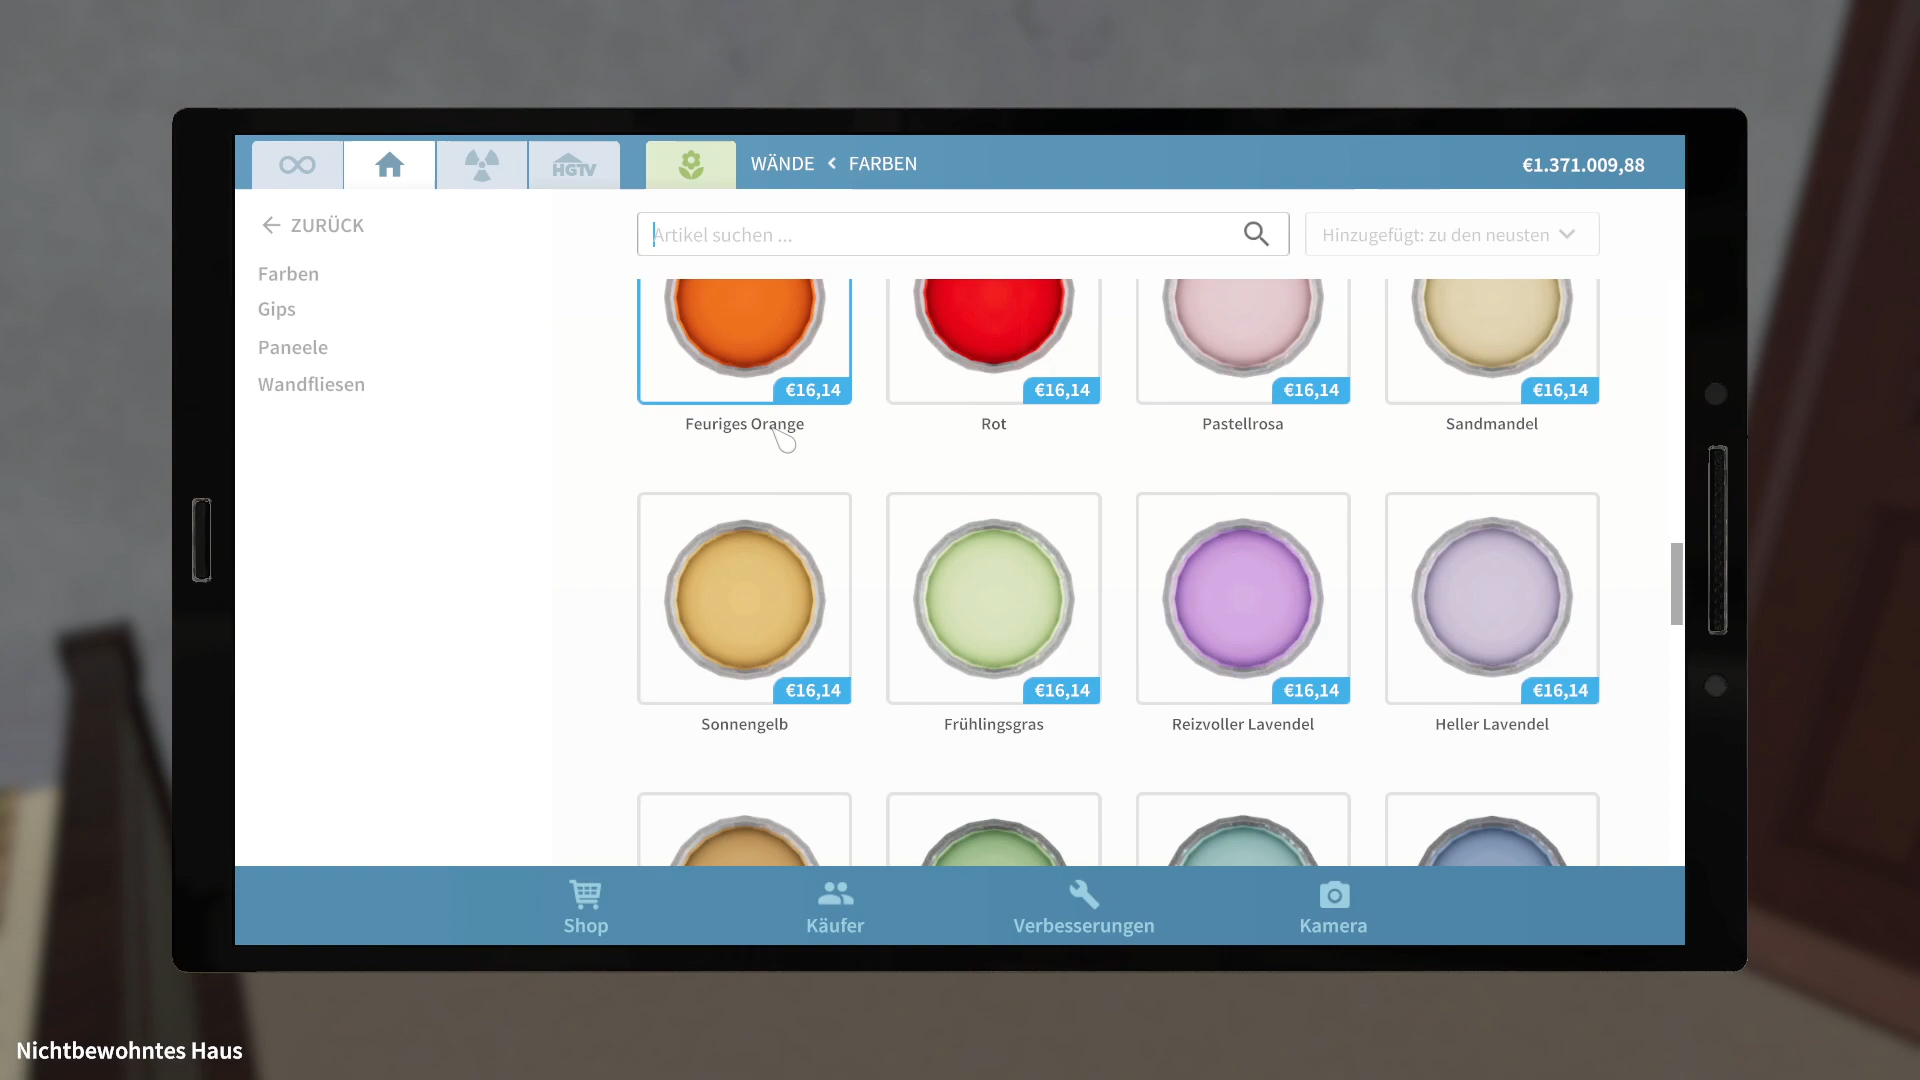 HGTV
WÄNDE < FARBEN
€1.371.009,88
ZURÜCK
Farben
Gips
Paneele
Wandfliesen
Artikel suchen ...
Hinzugefügt: zu den neusten
€16,14
€16,14
€16,14
€16,14
Feuriges Orange
Rot
Pastellrosa
Sandmandel
€16,14
€16,14
€16,14
€16,14
Sonnengelb
Frühlingsgras
Reizvoller Lavendel
Heller Lavendel
Shop
Käufer
Verbesserungen
Kamera
Nichtbewohntes Haus